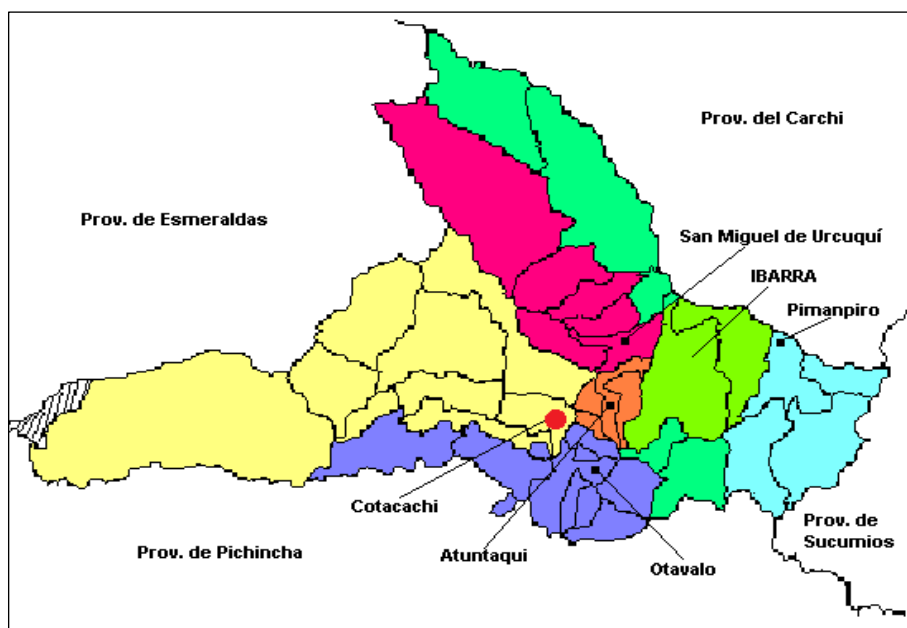 Prov. del Carchi
Prov. de Esmeraldas
San Miguel de Urcuquí
IBARRA
Pimanpiro
Cotacachi
Prov. de
Sucumios
Prov. de Pichincha
Atuntaqui
Otavalo